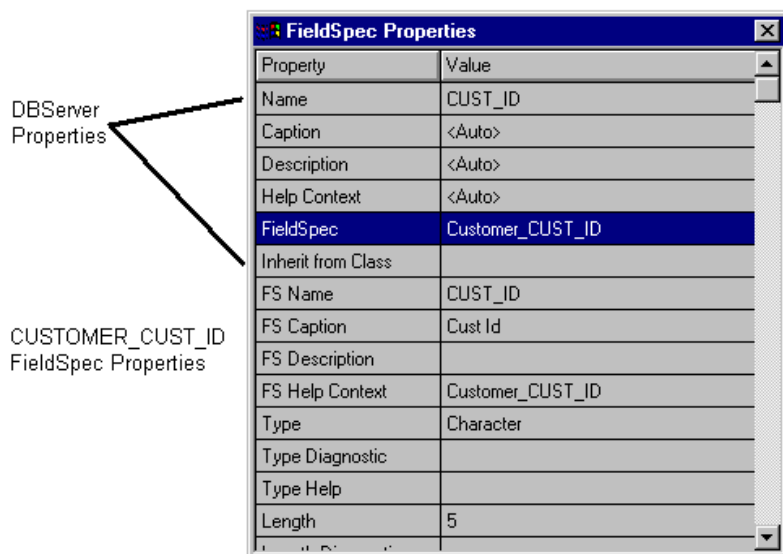 FieldSpec Properties
Property Value
Name CUST_ID
Caption <Auto>
Description <Auto>
Help Context <Auto>
FieldSpec Customer_CUST_ID
Inherit from Class
FS Name CUST_ID
FS Caption Cust Id
FS Description
FS Help Context Customer_CUST_ID
Type Character
Type Diagnostic
Type Help
Length 5
DBServer
Properties
CUSTOMER_CUST_ID
FieldSpec Properties